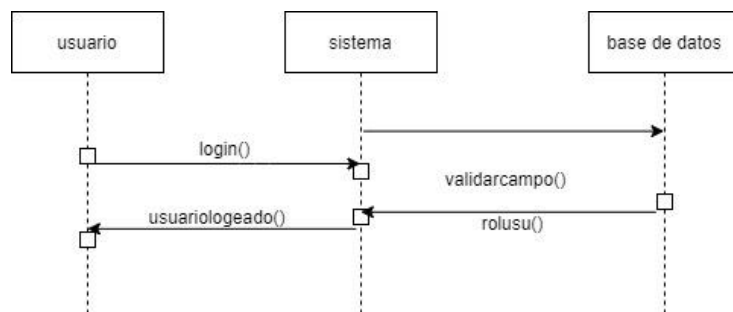 usuario
sistema
base de datos
login()
validarcampo()
usuariologeado()
rolusu()